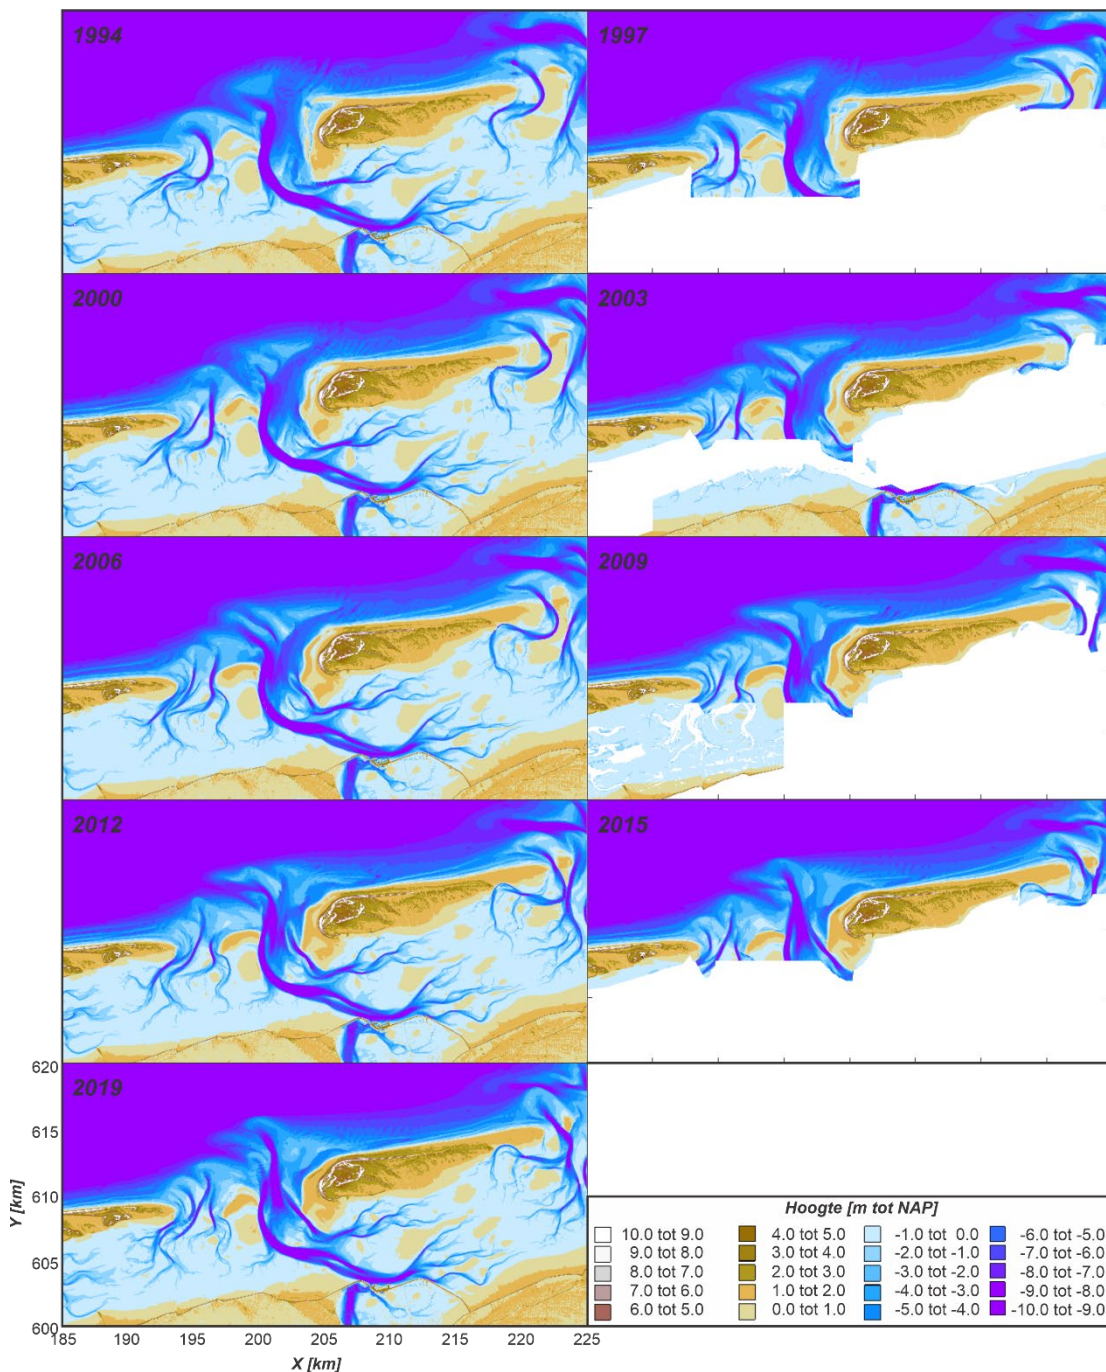 1994
1997
2000
2003
2006
2009
2012
2015
620
2019
615
610
605
600
Y [km]
185 190 195 200 205 210 215 220 225
X [km]
Hoogte [m tot NAP]
10.0 tot 9.0 4.0 tot 5.0 -1.0 tot 0.0 -6.0 tot -5.0
9.0 tot 8.0 3.0 tot 4.0 -2.0 tot -1.0 -7.0 tot -6.0
8.0 tot 7.0 2.0 tot 3.0 -3.0 tot -2.0 -8.0 tot -7.0
7.0 tot 6.0 1.0 tot 2.0 -4.0 tot -3.0 -9.0 tot -8.0
6.0 tot 5.0 0.0 tot 1.0 -5.0 tot -4.0 -10.0 tot -9.0